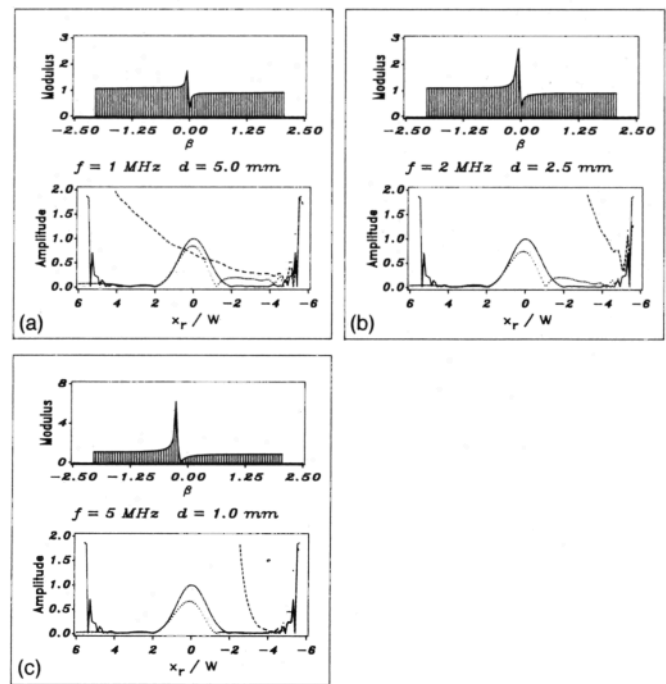 3
2
1
0
Modulus
-2.50 -1.25 0.00 1.25 2.50
β
f = 1 MHz d = 5.0 mm
2.0
1.5
1.0
0.5
0.0
Amplitude
6 4 2 0 -2 -4 -6
x_r / W
(a)
3
2
1
0
Modulus
-2.50 -1.25 0.00 1.25 2.50
β
f = 2 MHz d = 2.5 mm
2.0
1.5
1.0
0.5
0.0
Amplitude
6 4 2 0 -2 -4 -6
x_r / W
(b)
8
4
0
Modulus
-2.50 -1.25 0.00 1.25 2.50
β
f = 5 MHz d = 1.0 mm
2.0
1.5
1.0
0.5
0.0
Amplitude
6 4 2 0 -2 -4 -6
x_r / W
(c)